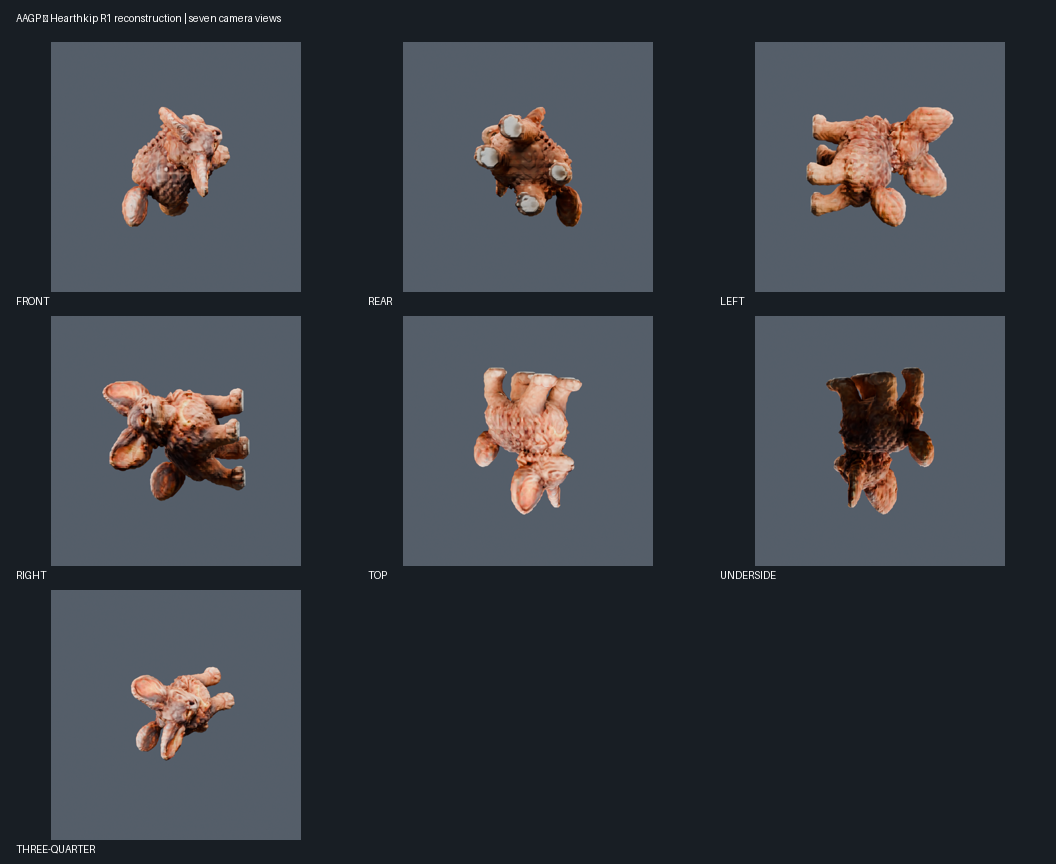 AAGP ▯ Hearthkip R1 reconstruction | seven camera views
FRONT
REAR
LEFT
RIGHT
TOP
UNDERSIDE
THREE-QUARTER